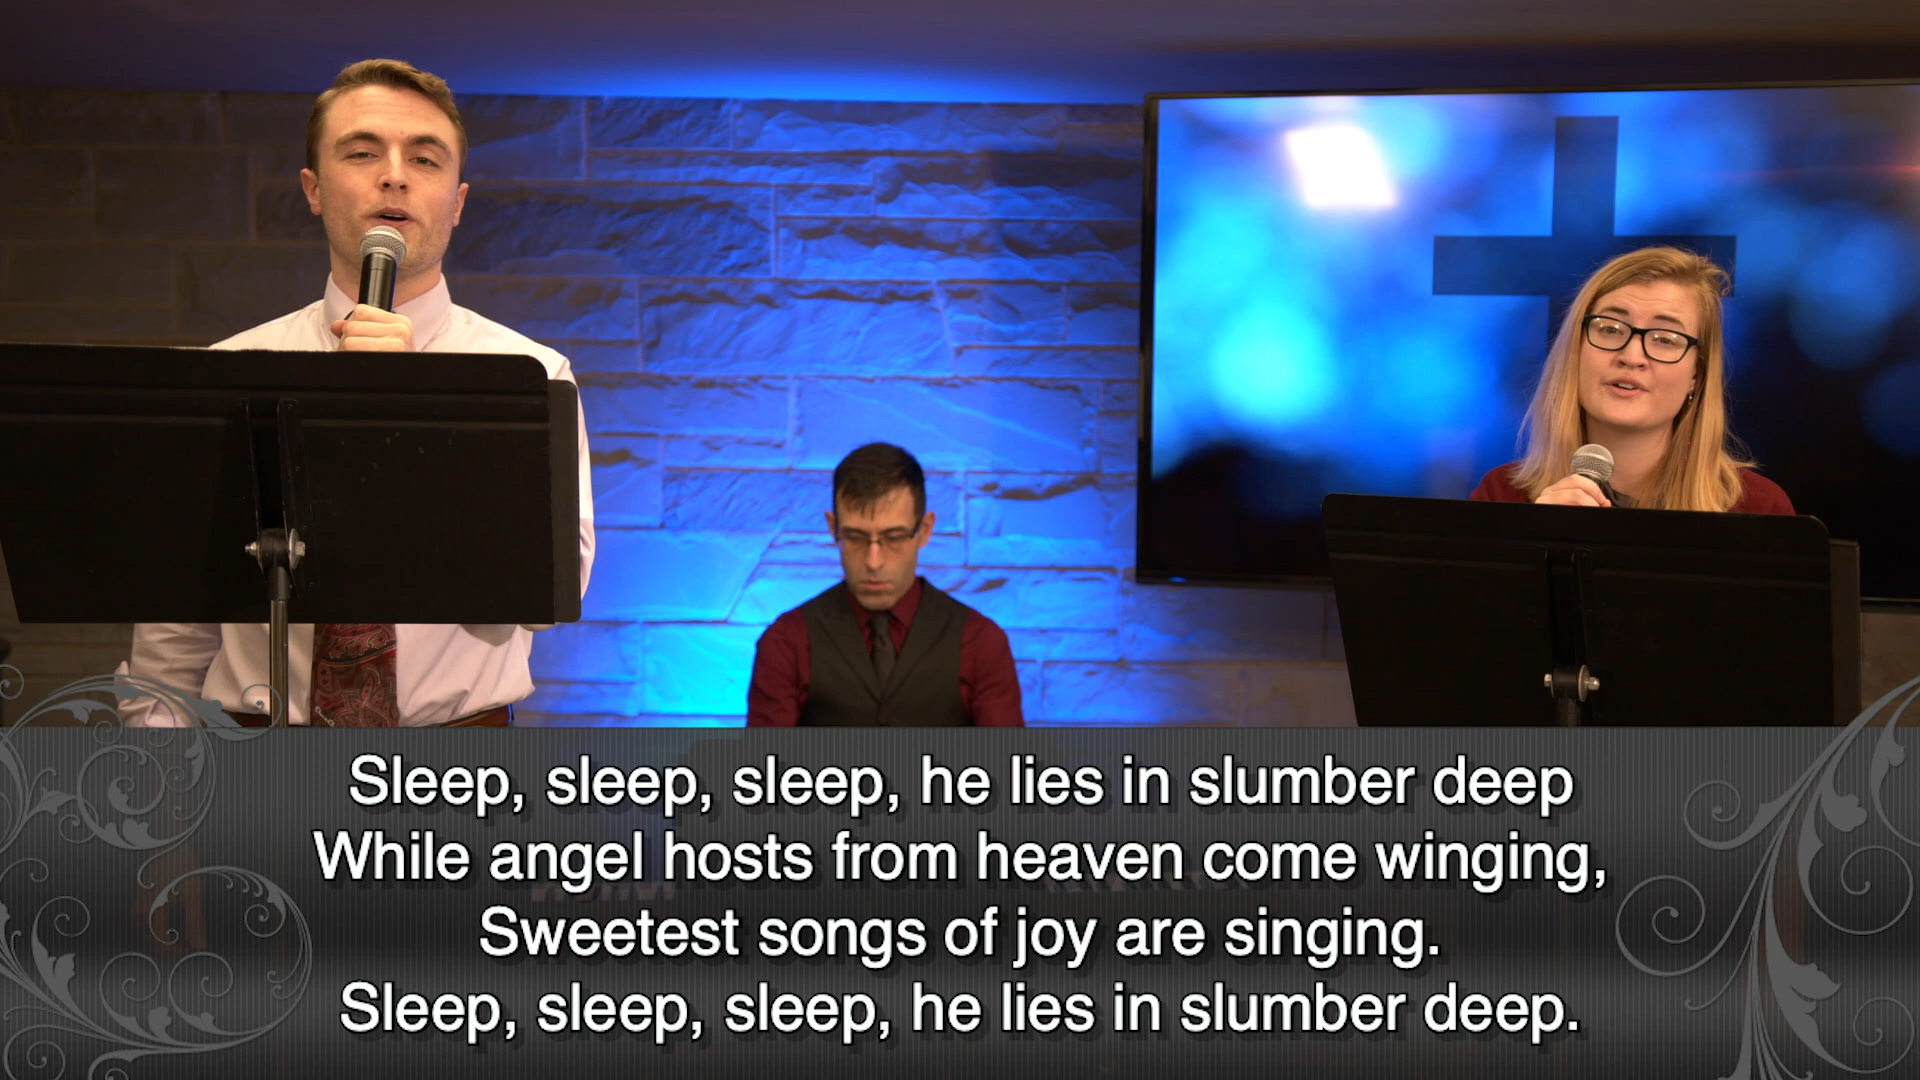 Sleep, sleep, sleep, he lies in slumber deep
While angel hosts from heaven come winging,
Sweetest songs of joy are singing.
Sleep, sleep, sleep, he lies in slumber deep.